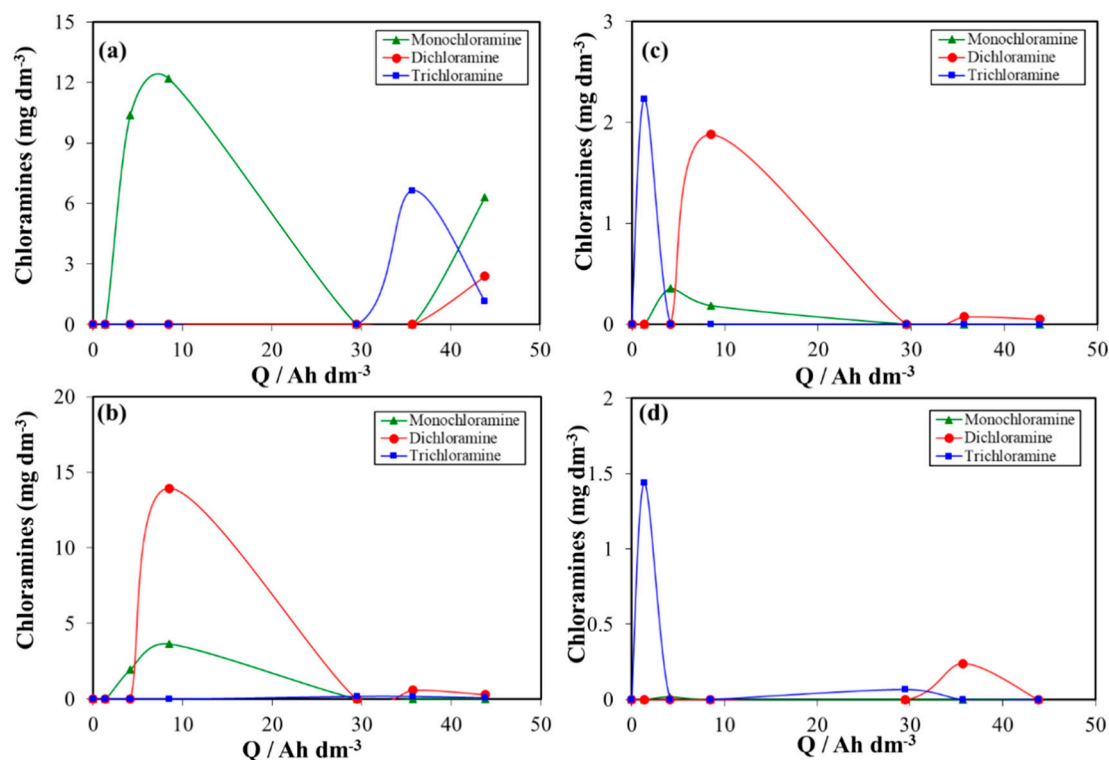 (a)
Monochloramine
Dichloramine
Trichloramine
Chloramines (mg dm-3)
15
12
9
6
3
0
0 10 20 30 40 50
Q / Ah dm-3
(c)
Monochloramine
Dichloramine
Trichloramine
Chloramines (mg dm-3)
3
2
1
0
0 10 20 30 40 50
Q / Ah dm-3
(b)
Monochloramine
Dichloramine
Trichloramine
Chloramines (mg dm-3)
20
15
10
5
0
0 10 20 30 40 50
Q / Ah dm-3
(d)
Monochloramine
Dichloramine
Trichloramine
Chloramines (mg dm-3)
2
1.5
1
0.5
0
0 10 20 30 40 50
Q / Ah dm-3